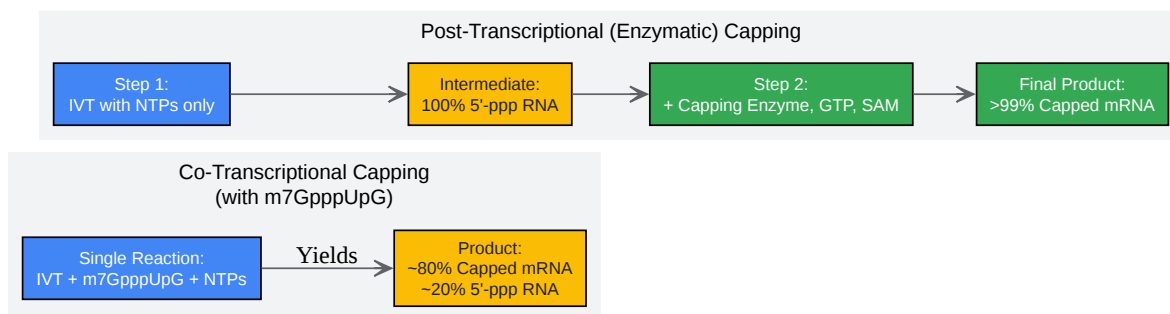 Post-Transcriptional (Enzymatic) Capping
Step 1:
IVT with NTPs only
Intermediate:
100% 5'-ppp RNA
Step 2:
+ Capping Enzyme, GTP, SAM
Final Product:
>99% Capped mRNA
Co-Transcriptional Capping
(with m7GpppUpG)
Single Reaction:
IVT + m7GpppUpG + NTPs
Yields
Product:
~80% Capped mRNA
~20% 5'-ppp RNA